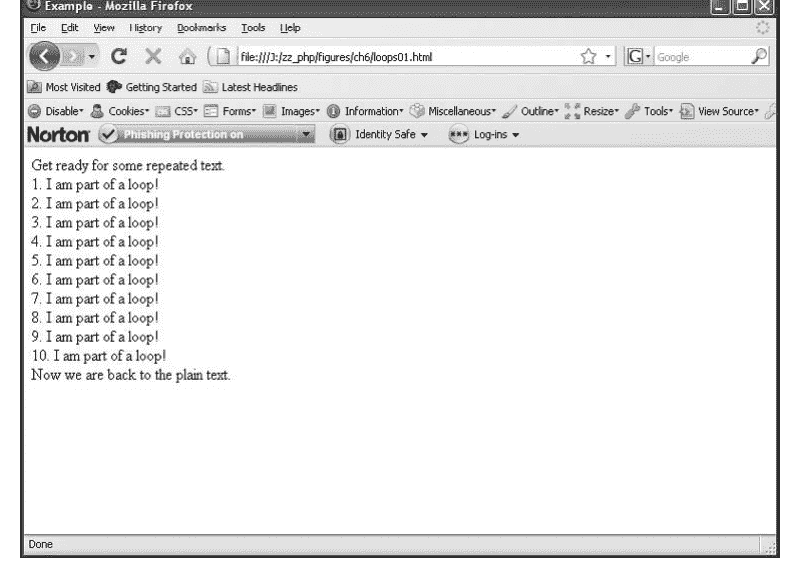 Example - Mozilla Firefox
File Edit View History Bookmarks Tools Help
file:///J:/zz_php/figures/ch6/loops01.html
G Google
Most Visited Getting Started Latest Headlines
Disable Cookies CSS Forms Images Information Miscellaneous Outline Resize Tools View Source
Norton Phishing Protection on Identity Safe Log-ins
Get ready for some repeated text.
1. I am part of a loop!
2. I am part of a loop!
3. I am part of a loop!
4. I am part of a loop!
5. I am part of a loop!
6. I am part of a loop!
7. I am part of a loop!
8. I am part of a loop!
9. I am part of a loop!
10. I am part of a loop!
Now we are back to the plain text.
Done